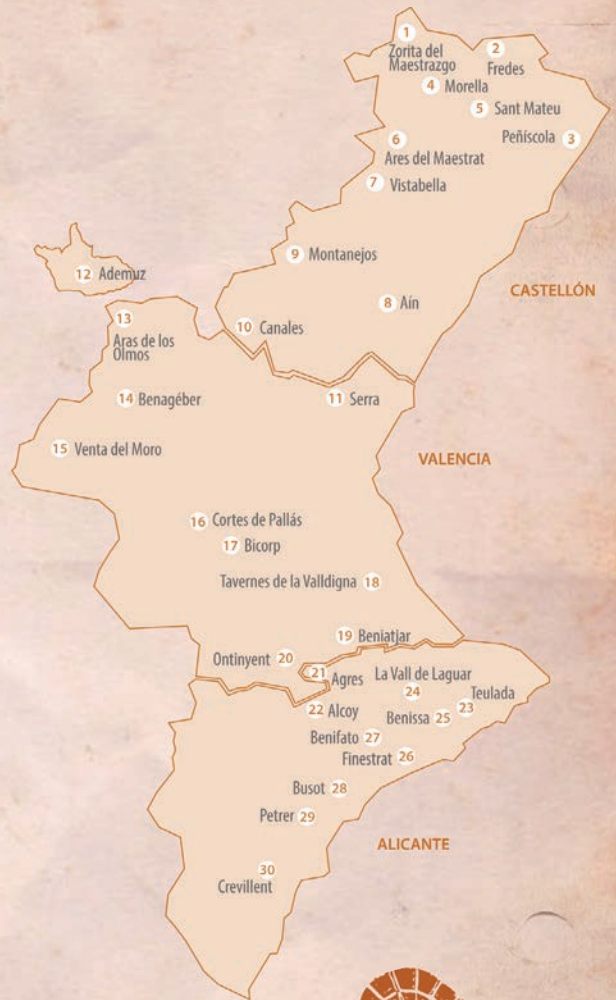 1
Zorita del
Maestrazgo
2
Fredes
4 Morella
5 Sant Mateu
Peñíscola 3
6
Ares del Maestrat
7 Vistabella
9 Montanejos
12 Ademuz
CASTELLÓN
8 Aín
13
Aras de los
Olmos
10 Canales
14 Benagéber
11 Serra
15 Venta del Moro
VALENCIA
16 Cortes de Pallás
17 Bicorp
Tavernes de la Valldigna 18
19 Beniatjar
Ontinyent 20
21
Agres
La Vall de Laguar
24
Teulada
23
22 Alcoy
Benissa 25
Benifato 27
Finestrat 26
Busot 28
Petrer 29
ALICANTE
30
Crevillent